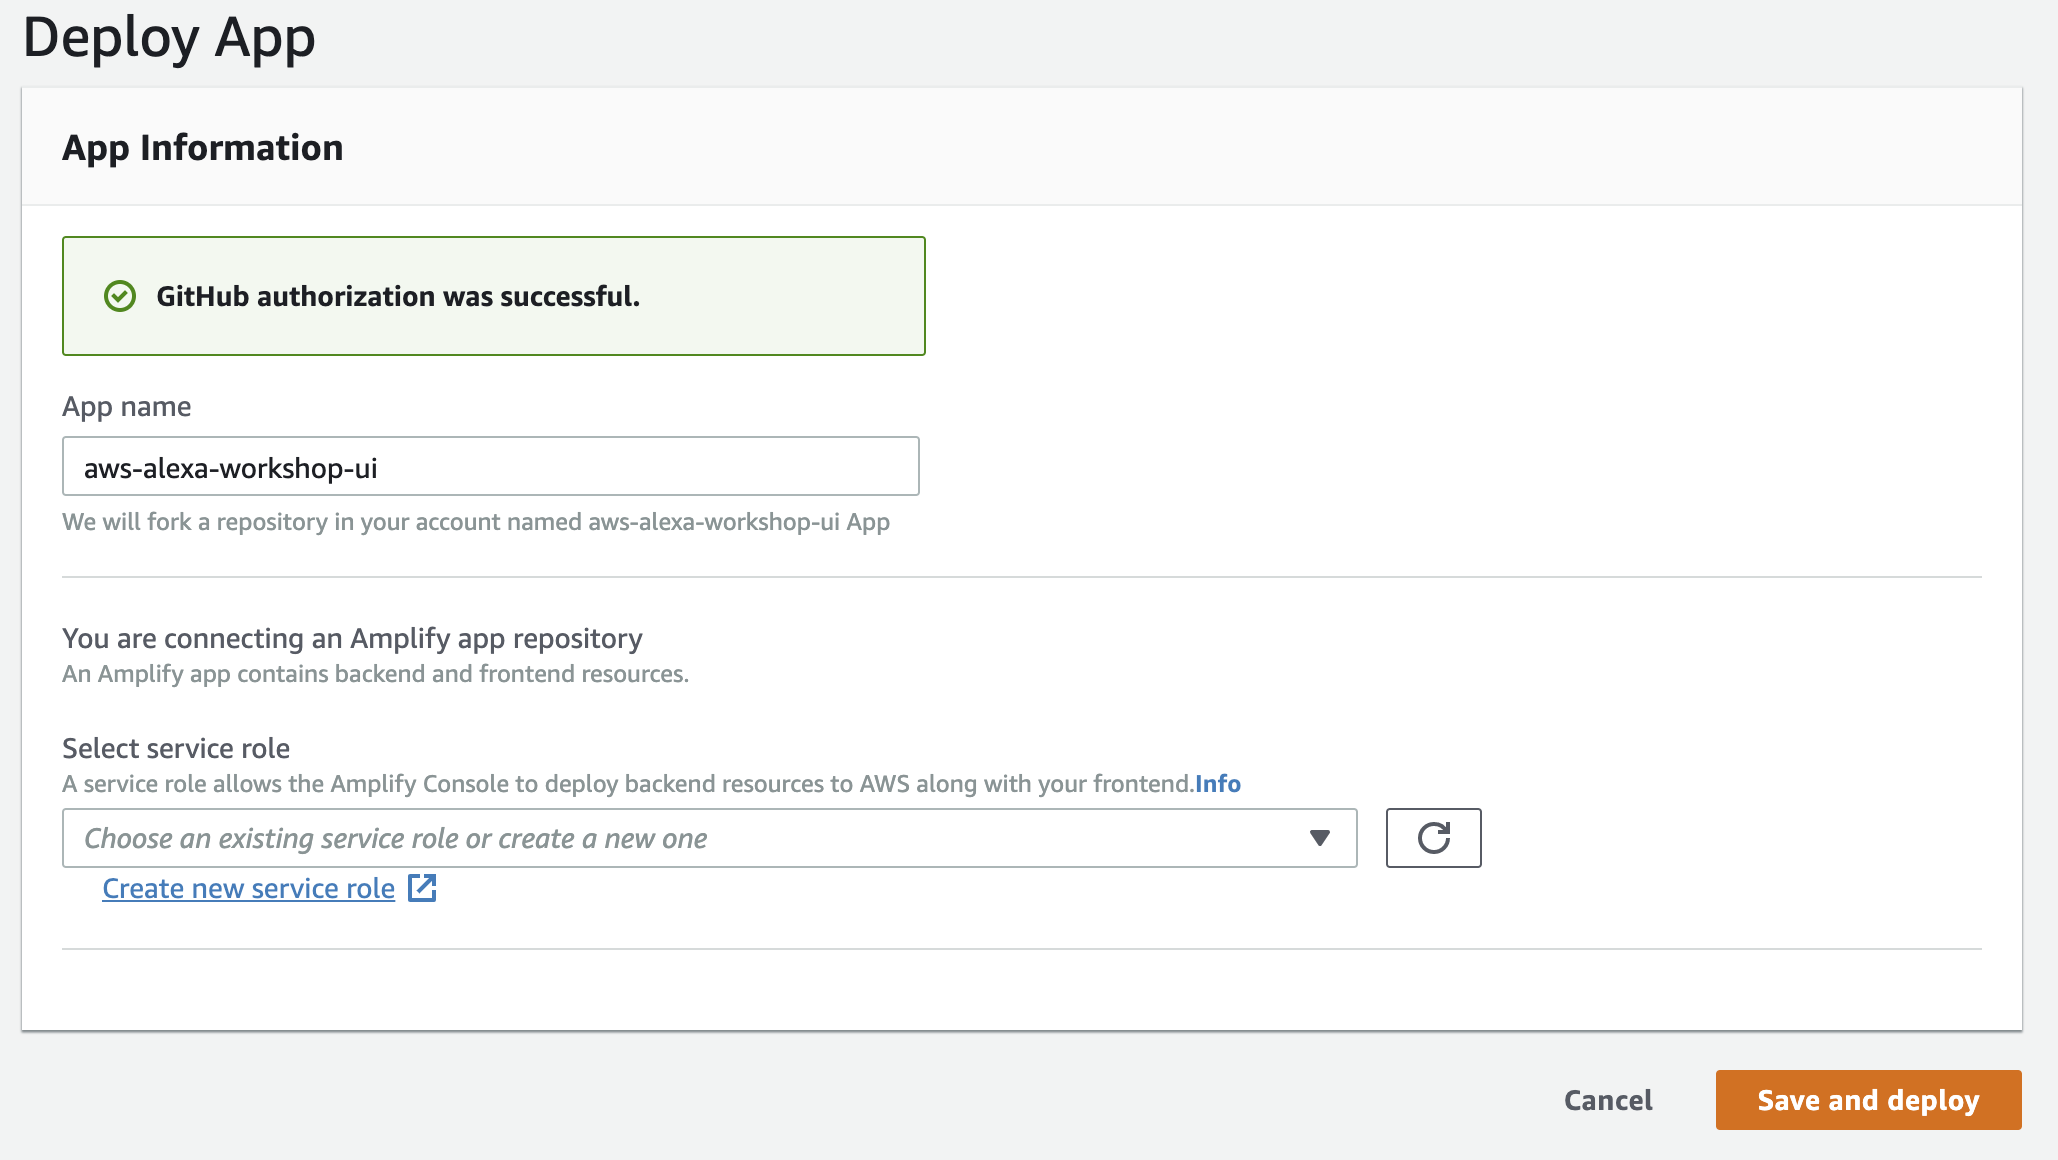 Deploy App
App Information
GitHub authorization was successful.
App name
aws-alexa-workshop-ui
We will fork a repository in your account named aws-alexa-workshop-ui App
You are connecting an Amplify app repository
An Amplify app contains backend and frontend resources.
Select service role
A service role allows the Amplify Console to deploy backend resources to AWS along with your frontend.Info
Choose an existing service role or create a new one
Create new service role
Cancel
Save and deploy